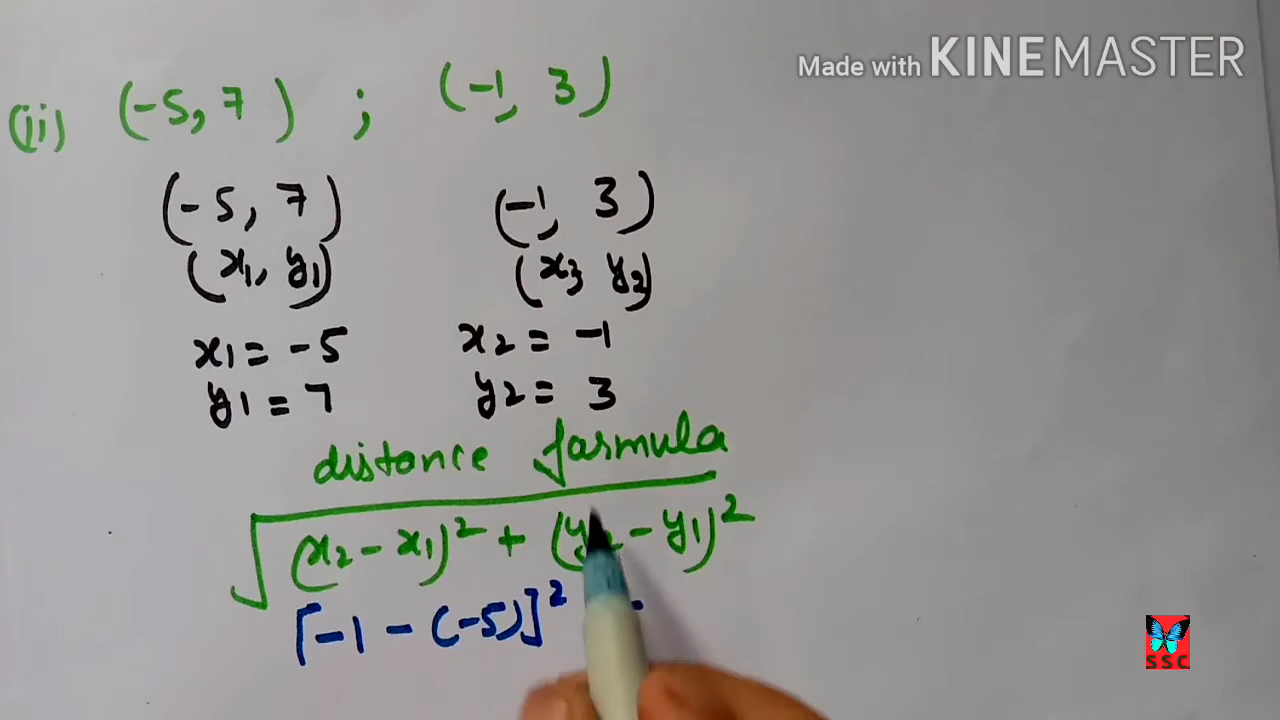 Made with KINEMASTER
(ii) (-5, 7) ; (-1, 3)
(-5, 7) (-1, 3)
(x1, y1) (x2, y2)
x1 = -5 x2 = -1
y1 = 7 y2 = 3
distance formula
√(x2 - x1)² + (y2 - y1)²
[-1 - (-5)]²
SSC